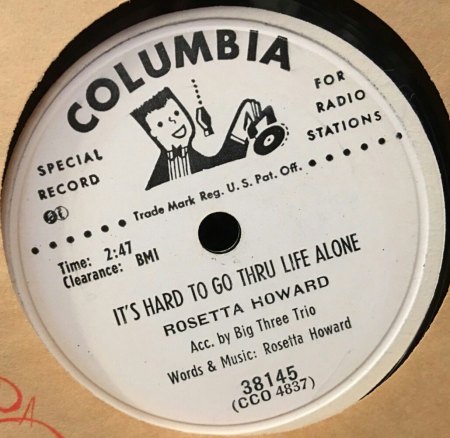 COLUMBIA
SPECIAL
RECORD
FOR
RADIO
STATIONS
Trade Mark Reg. U.S. Pat. Off.
Time: 2:47
Clearance: BMI
IT'S HARD TO GO THRU LIFE ALONE
ROSETTA HOWARD
Acc. by Big Three Trio
Words & Music: Rosetta Howard
38145
(CCO 4837)